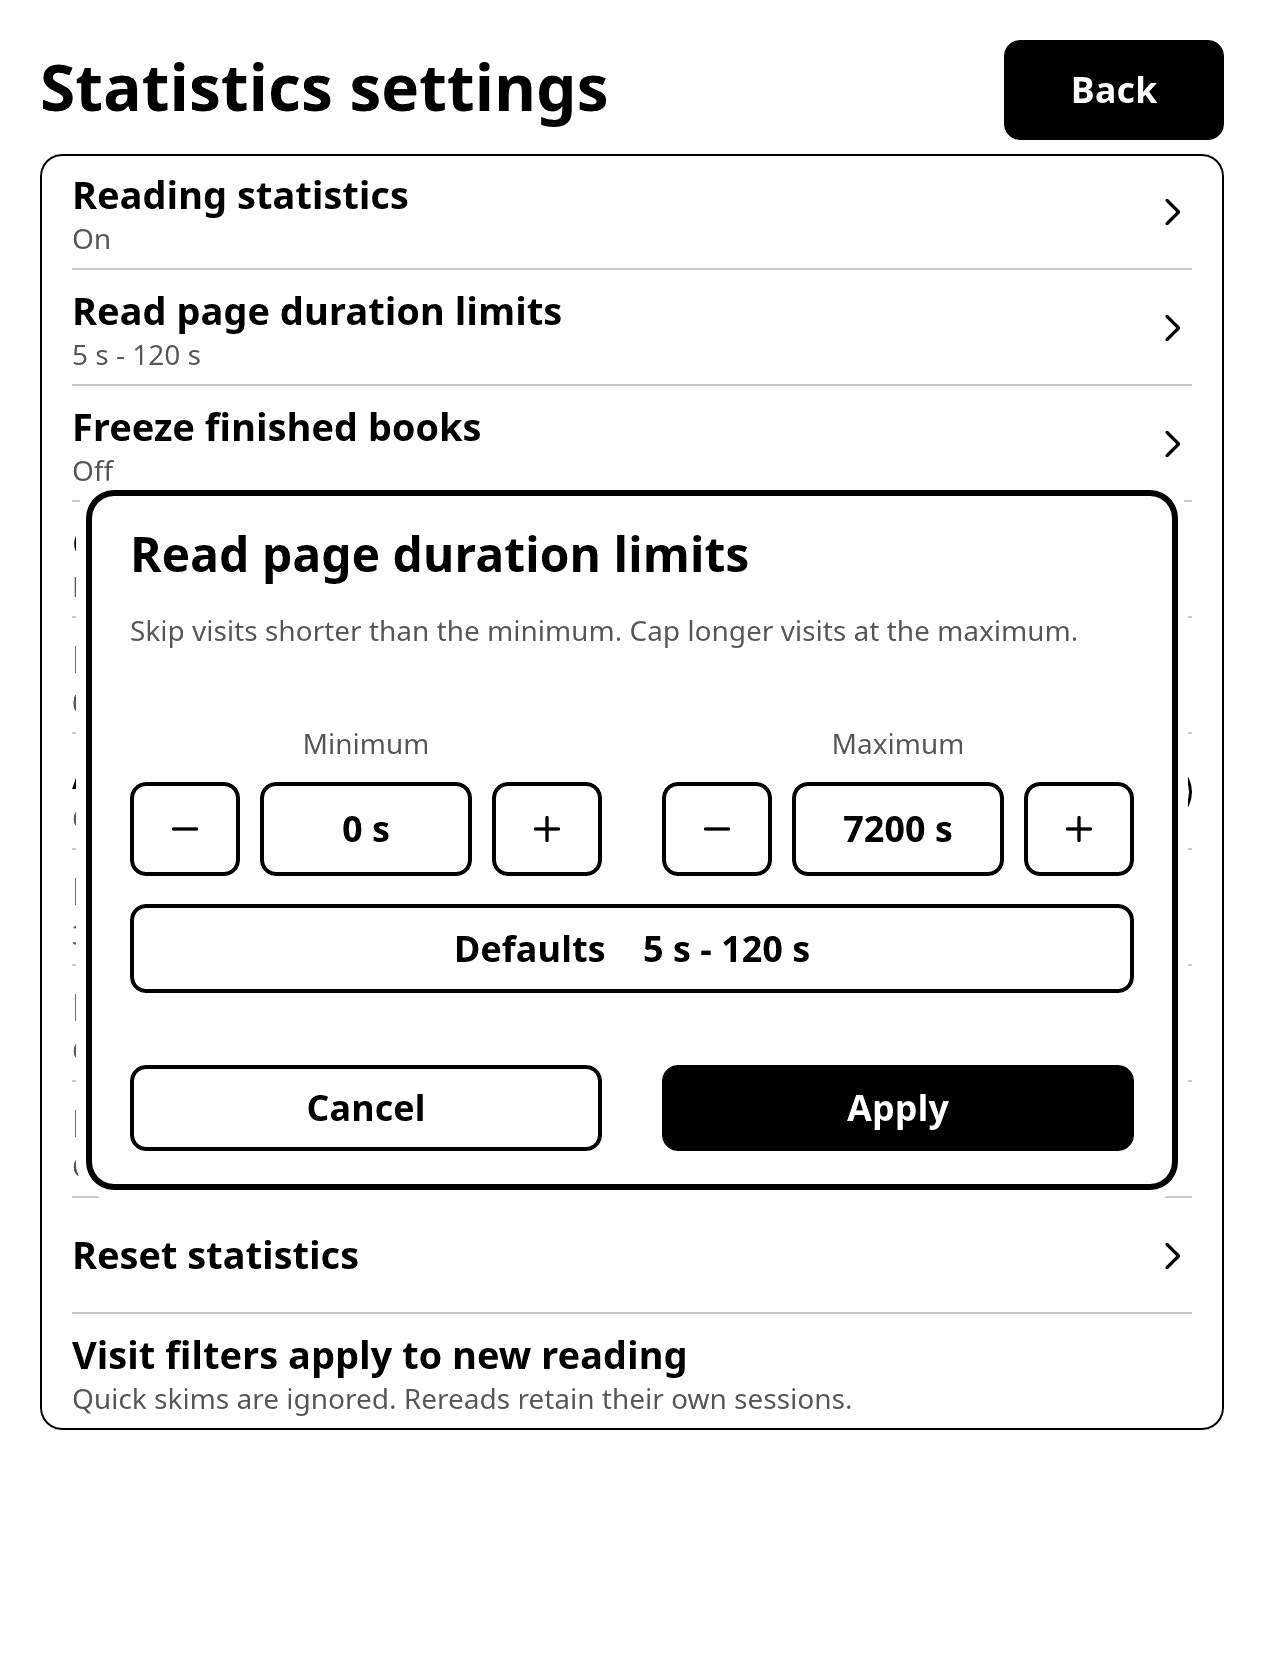 Statistics settings
Back
Reading statistics
On
Read page duration limits
5 s - 120 s
Freeze finished books
Off
Read page duration limits
Skip visits shorter than the minimum. Cap longer visits at the maximum.
Minimum
Maximum
− 0 s + − 7200 s +
Defaults 5 s - 120 s
Cancel
Apply
Reset statistics
Visit filters apply to new reading
Quick skims are ignored. Rereads retain their own sessions.